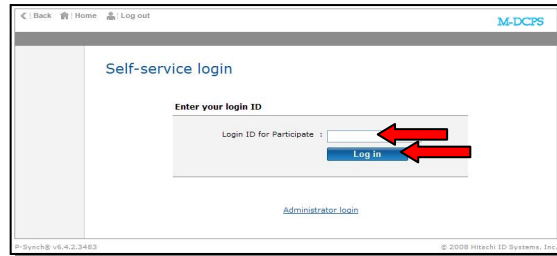 Back | Home | Log out
M-DCPS
Self-service login
Enter your login ID
Login ID for Participate :
Log in
Administrator login
P-Synch® v6.4.2.3483
© 2008 Hitachi ID Systems, Inc.